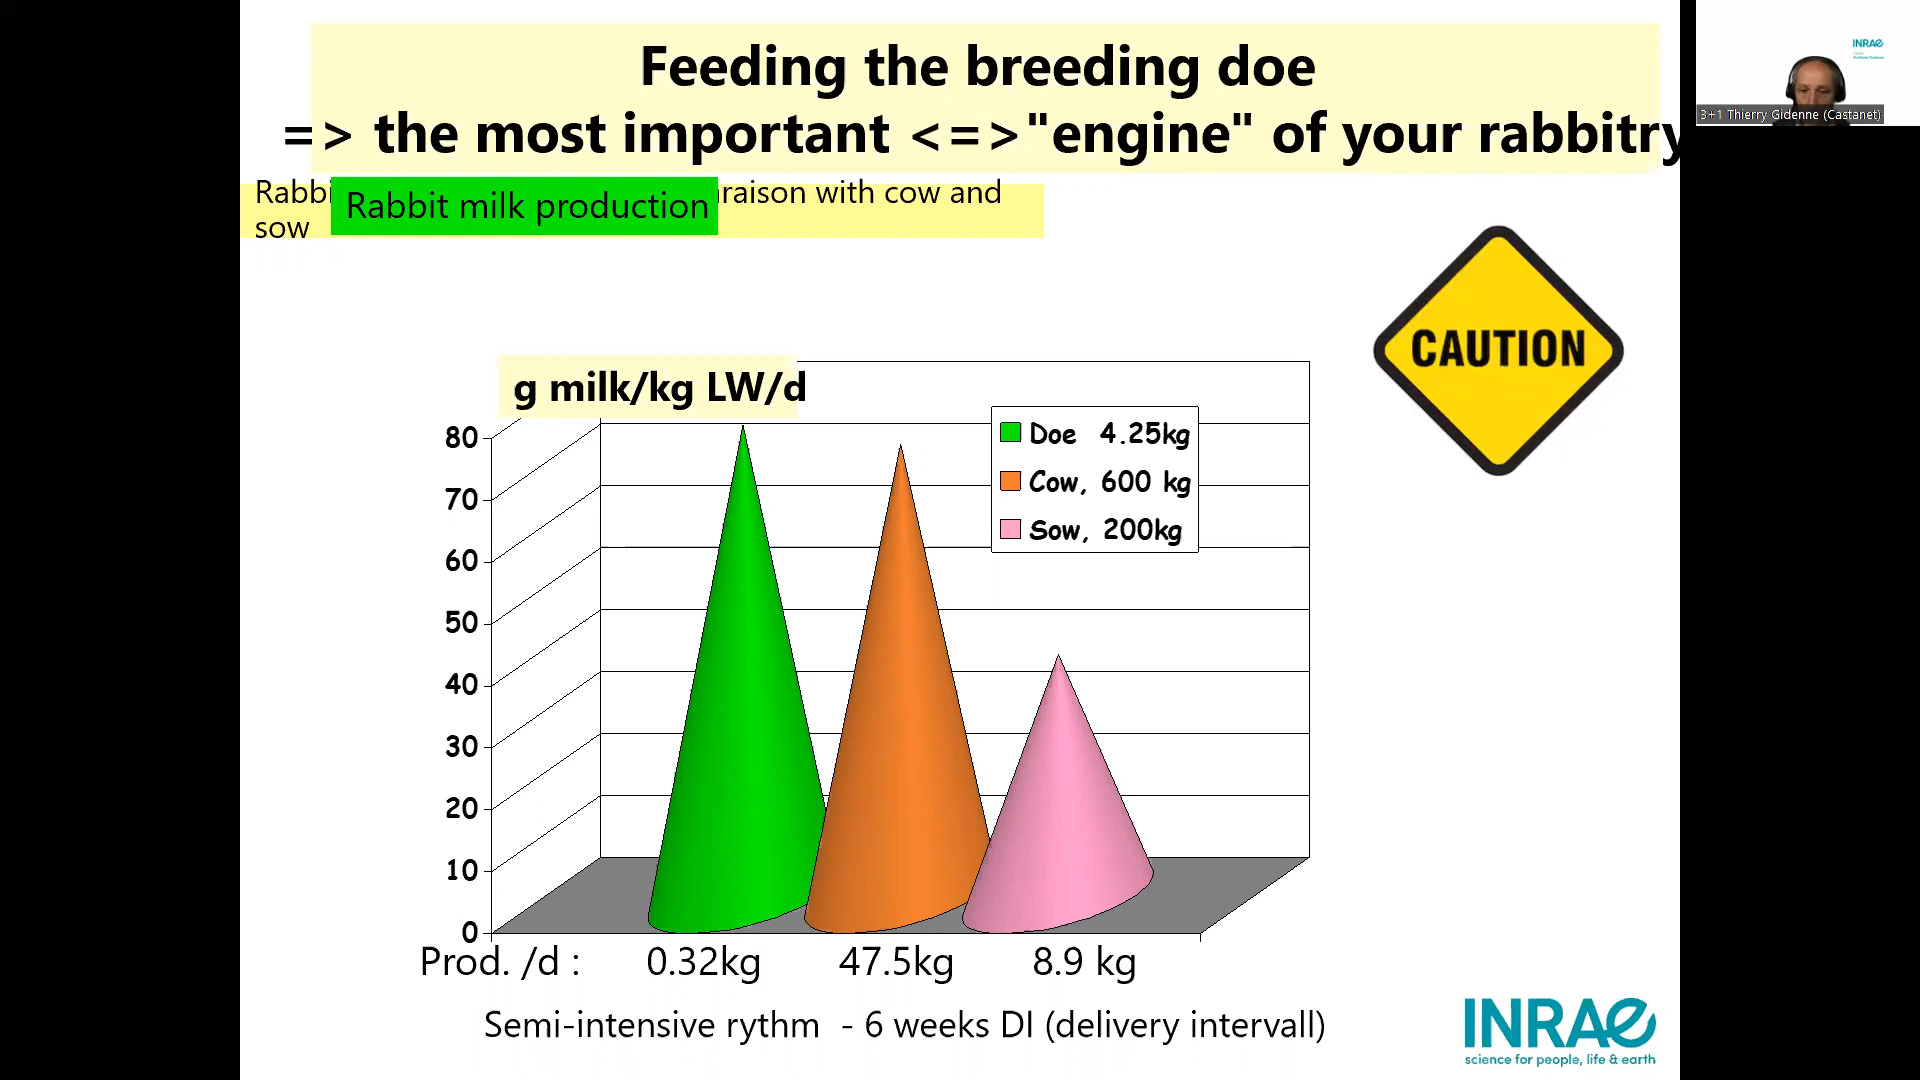 Feeding the breeding doe
=> the most important <=>"engine" of your rabbitry
Rabbi
Rabbit milk production
raison with cow and
sow
CAUTION
g milk/kg LW/d
Doe 4.25kg
Cow, 600 kg
Sow, 200kg
80
70
60
50
40
30
20
10
0
Prod. /d : 0.32kg 47.5kg 8.9 kg
Semi-intensive rythm - 6 weeks DI (delivery intervall)
INRAE
science for people, life & earth
INRAE
3+1 Thierry Gidenne (Castanet)